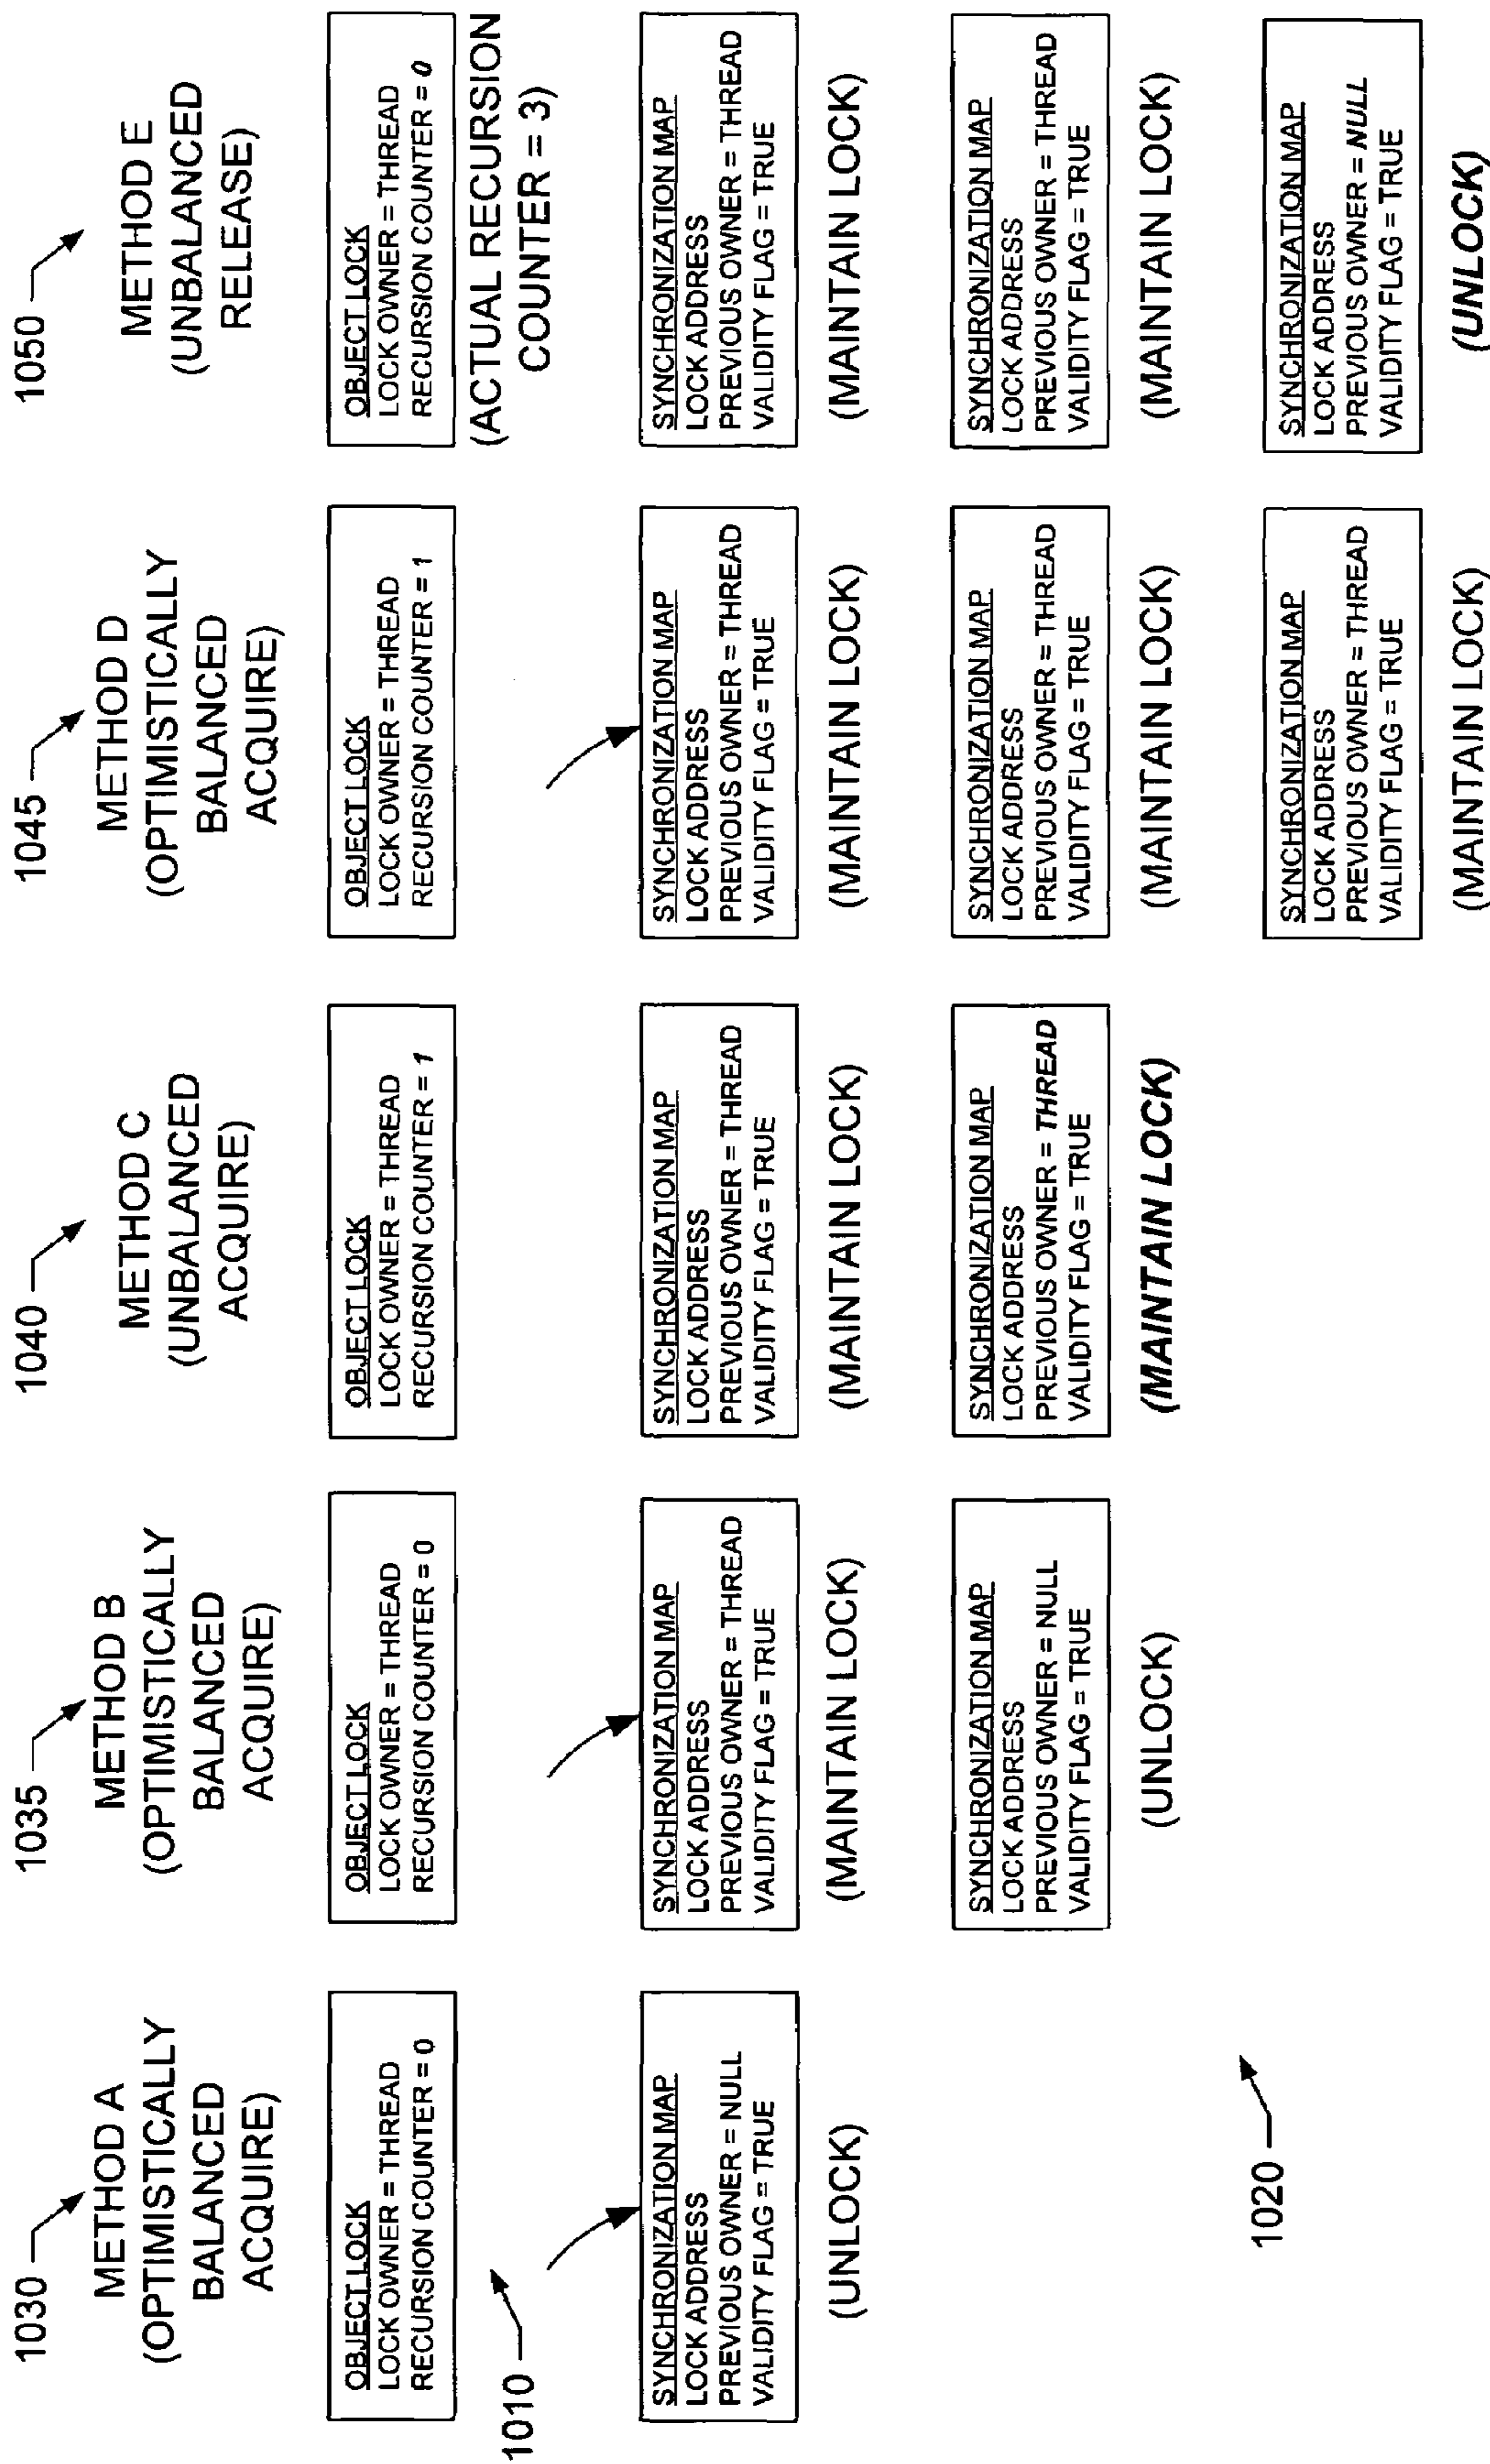 1030
METHOD A
(OPTIMISTICALLY
BALANCED
ACQUIRE)
OBJECT LOCK
LOCK OWNER = THREAD
RECURSION COUNTER = 0
1010
SYNCHRONIZATION MAP
LOCK ADDRESS
PREVIOUS OWNER = NULL
VALIDITY FLAG = TRUE
(UNLOCK)
1020
1035
METHOD B
(OPTIMISTICALLY
BALANCED
ACQUIRE)
OBJECT LOCK
LOCK OWNER = THREAD
RECURSION COUNTER = 0
SYNCHRONIZATION MAP
LOCK ADDRESS
PREVIOUS OWNER = THREAD
VALIDITY FLAG = TRUE
(MAINTAIN LOCK)
SYNCHRONIZATION MAP
LOCK ADDRESS
PREVIOUS OWNER = NULL
VALIDITY FLAG = TRUE
(UNLOCK)
1040
METHOD C
(UNBALANCED
ACQUIRE)
OBJECT LOCK
LOCK OWNER = THREAD
RECURSION COUNTER = 1
SYNCHRONIZATION MAP
LOCK ADDRESS
PREVIOUS OWNER = THREAD
VALIDITY FLAG = TRUE
(MAINTAIN LOCK)
SYNCHRONIZATION MAP
LOCK ADDRESS
PREVIOUS OWNER = THREAD
VALIDITY FLAG = TRUE
(MAINTAIN LOCK)
1045
METHOD D
(OPTIMISTICALLY
BALANCED
ACQUIRE)
OBJECT LOCK
LOCK OWNER = THREAD
RECURSION COUNTER = 1
SYNCHRONIZATION MAP
LOCK ADDRESS
PREVIOUS OWNER = THREAD
VALIDITY FLAG = TRUE
(MAINTAIN LOCK)
SYNCHRONIZATION MAP
LOCK ADDRESS
PREVIOUS OWNER = THREAD
VALIDITY FLAG = TRUE
(MAINTAIN LOCK)
SYNCHRONIZATION MAP
LOCK ADDRESS
PREVIOUS OWNER = THREAD
VALIDITY FLAG = TRUE
(MAINTAIN LOCK)
1050
METHOD E
(UNBALANCED
RELEASE)
OBJECT LOCK
LOCK OWNER = THREAD
RECURSION COUNTER = 0
(ACTUAL RECURSION
COUNTER = 3)
SYNCHRONIZATION MAP
LOCK ADDRESS
PREVIOUS OWNER = THREAD
VALIDITY FLAG = TRUE
(MAINTAIN LOCK)
SYNCHRONIZATION MAP
LOCK ADDRESS
PREVIOUS OWNER = THREAD
VALIDITY FLAG = TRUE
(MAINTAIN LOCK)
SYNCHRONIZATION MAP
LOCK ADDRESS
PREVIOUS OWNER = NULL
VALIDITY FLAG = TRUE
(UNLOCK)